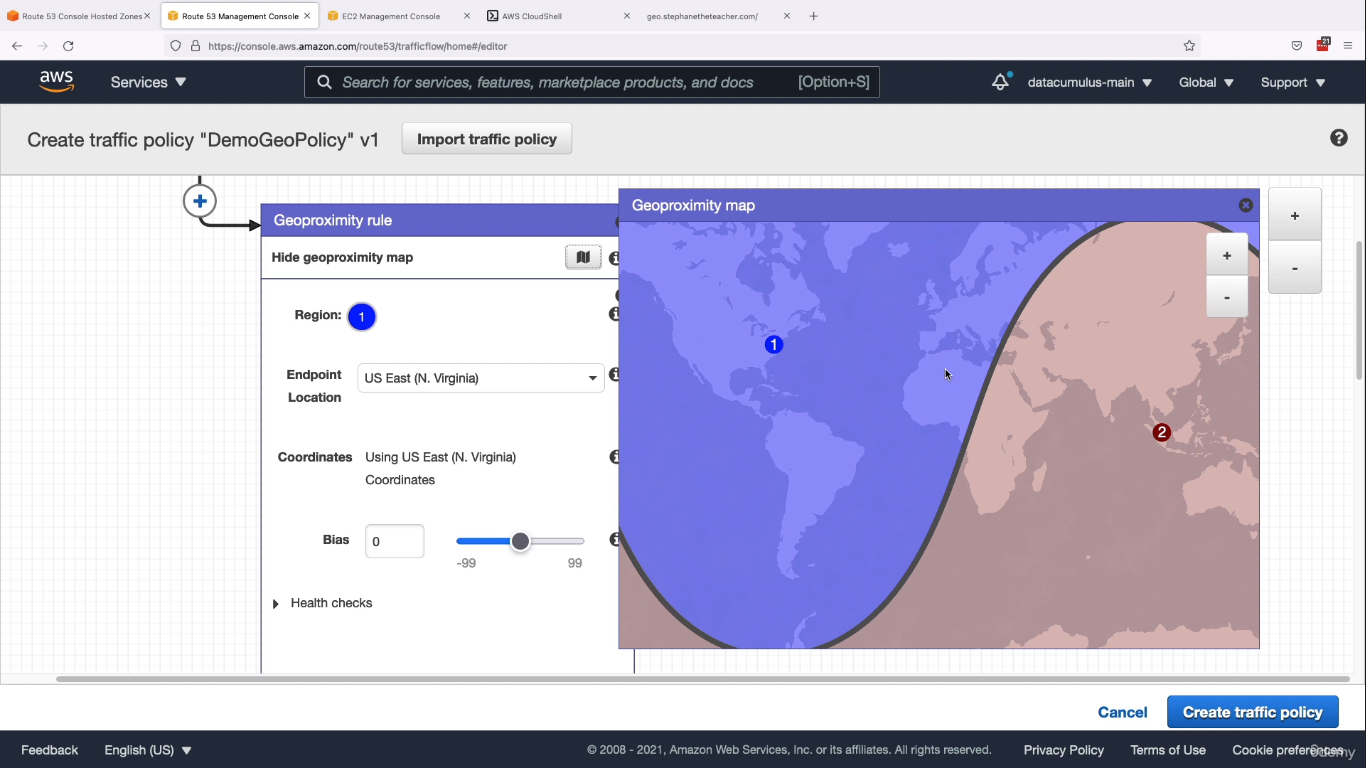 Route 53 Console Hosted Zones
Route 53 Management Console
EC2 Management Console
AWS CloudShell
geo.stephanetheteacher.com/
https://console.aws.amazon.com/route53/trafficflow/home#/editor
21
aws
Services
Search for services, features, marketplace products, and docs
[Option+S]
datacumulus-main
Global
Support
Create traffic policy "DemoGeoPolicy" v1
Import traffic policy
Geoproximity rule
Geoproximity map
Hide geoproximity map
Region: 1
Endpoint Location
US East (N. Virginia)
Coordinates
Using US East (N. Virginia)
Coordinates
Bias
0
-99
99
Health checks
1
2
+
-
+
-
Cancel
Create traffic policy
Feedback
English (US)
© 2008 - 2021, Amazon Web Services, Inc. or its affiliates. All rights reserved.
Privacy Policy
Terms of Use
Cookie preferences